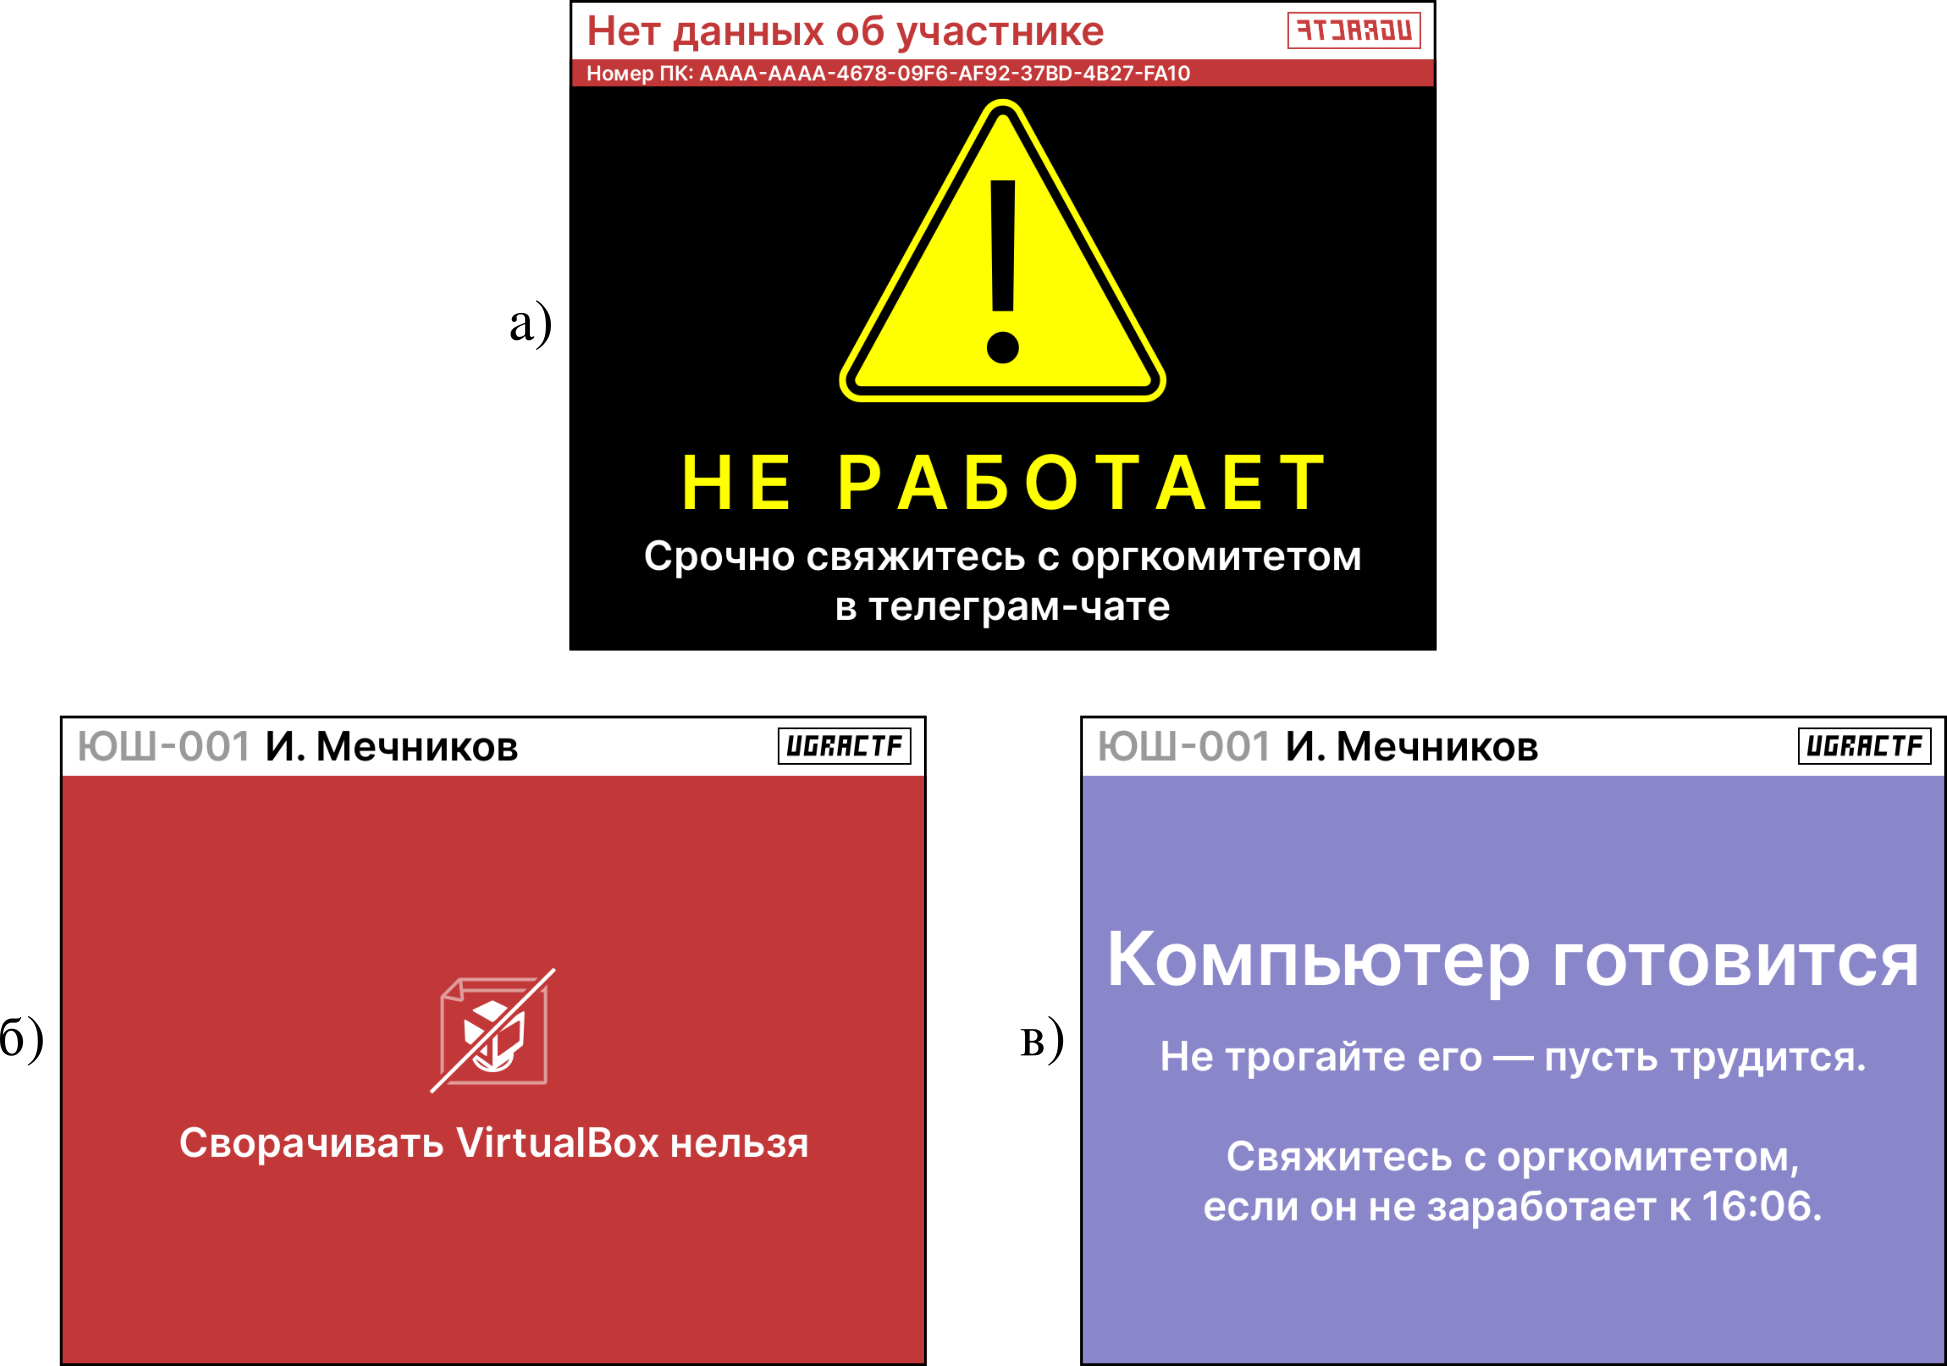 Нет данных об участнике
UGRACTF
Номер ПК: AAAA-AAAA-4678-09F6-AF92-37BD-4B27-FA10
а)
НЕ РАБОТАЕТ
Срочно свяжитесь с оргкомитетом
в телеграм-чате
ЮШ-001 И. Мечников
UGRACTF
б)
Сворачивать VirtualBox нельзя
ЮШ-001 И. Мечников
UGRACTF
в)
Компьютер готовится
Не трогайте его — пусть трудится.
Свяжитесь с оргкомитетом,
если он не заработает к 16:06.